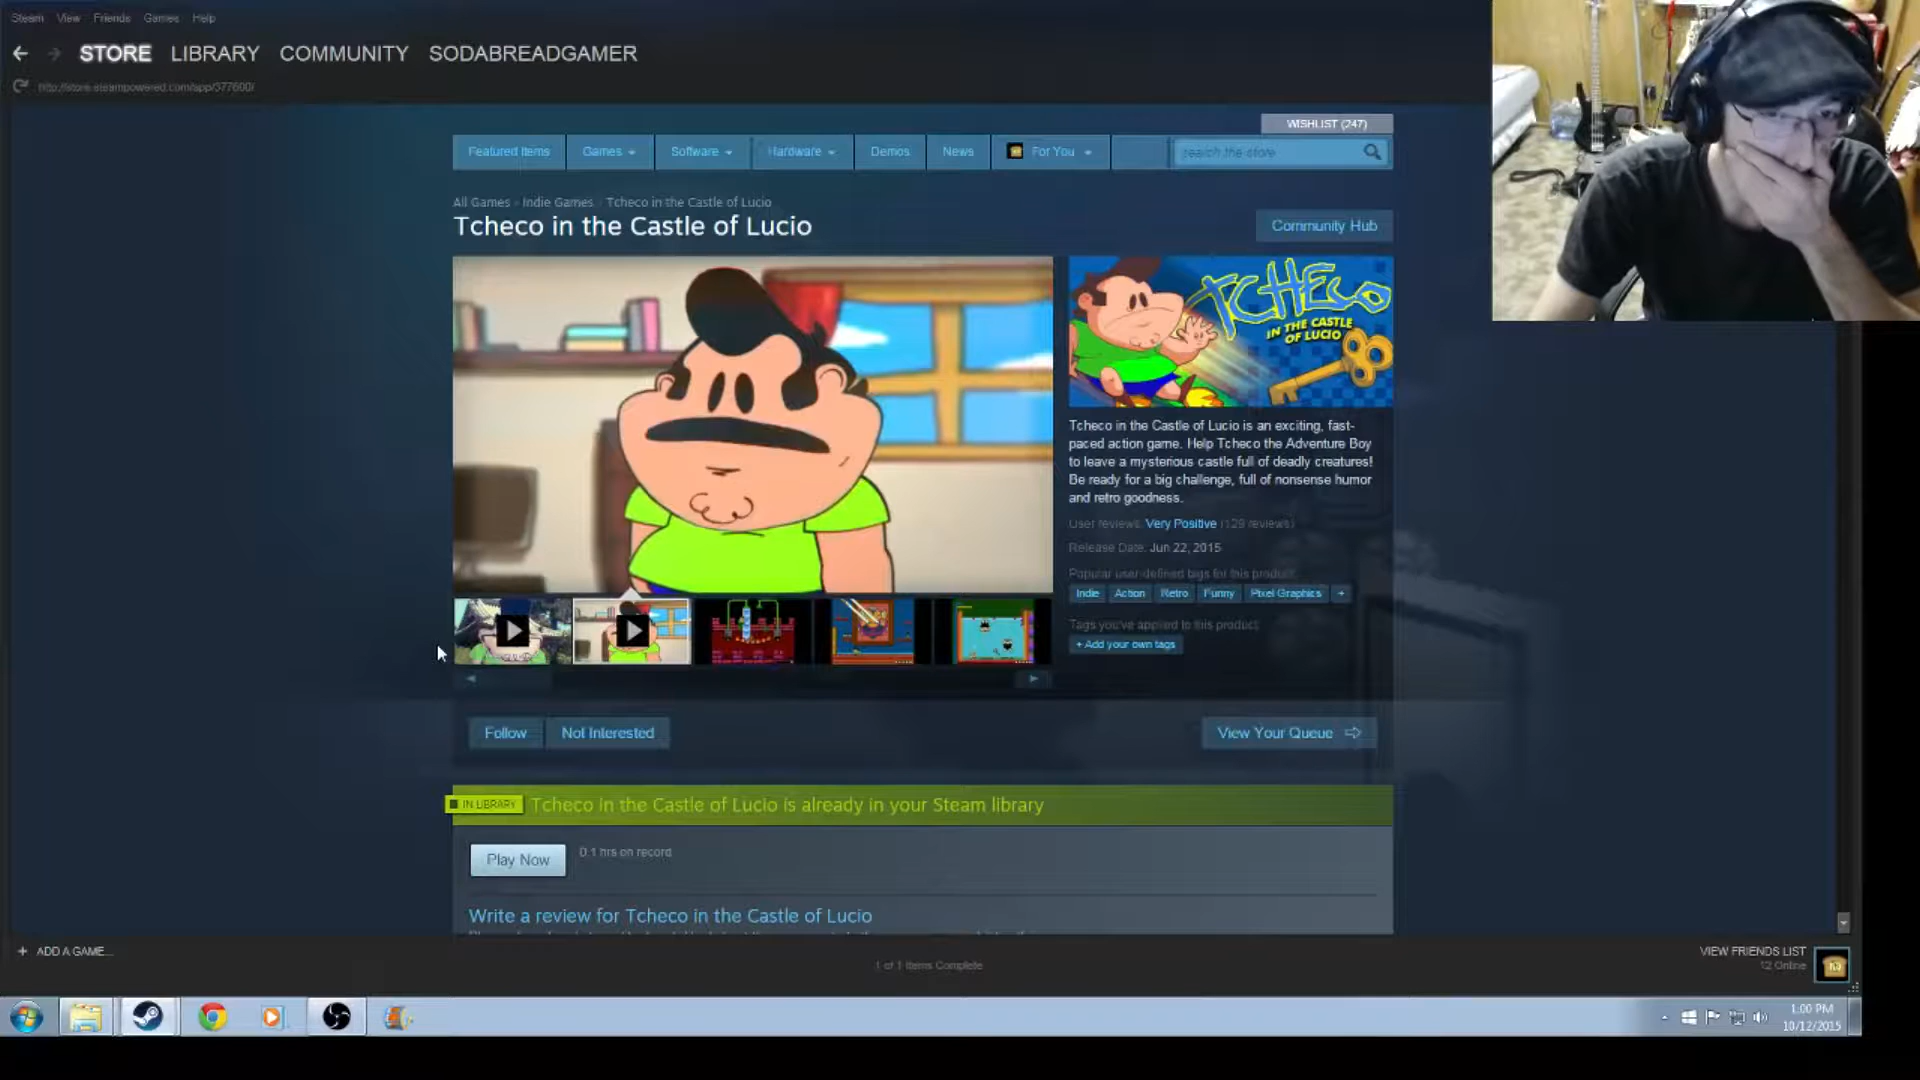 Steam View Friends Games Help
STORE LIBRARY COMMUNITY SODABREADGAMER
http://store.steampowered.com/app/377600/
WISHLIST (247)
Featured Items Games Software Hardware Demos News For You search the store
All Games Indie Games Tcheco in the Castle of Lucio
Tcheco in the Castle of Lucio
Community Hub
TCHECO
IN THE CASTLE
OF LUCIO
Tcheco in the Castle of Lucio is an exciting, fast-
paced action game. Help Tcheco the Adventure Boy
to leave a mysterious castle full of deadly creatures!
Be ready for a big challenge, full of nonsense humor
and retro goodness.
User reviews: Very Positive (129 reviews)
Release Date: Jun 22, 2015
Popular user-defined tags for this product:
Indie Action Retro Funny Pixel Graphics +
Tags you've applied to this product:
+ Add your own tags
Follow Not Interested View Your Queue
IN LIBRARY Tcheco in the Castle of Lucio is already in your Steam library
Play Now 0.1 hrs on record
Write a review for Tcheco in the Castle of Lucio
+ ADD A GAME...
1 of 1 Items Complete
VIEW FRIENDS LIST
12 Online
1:00 PM
10/12/2015